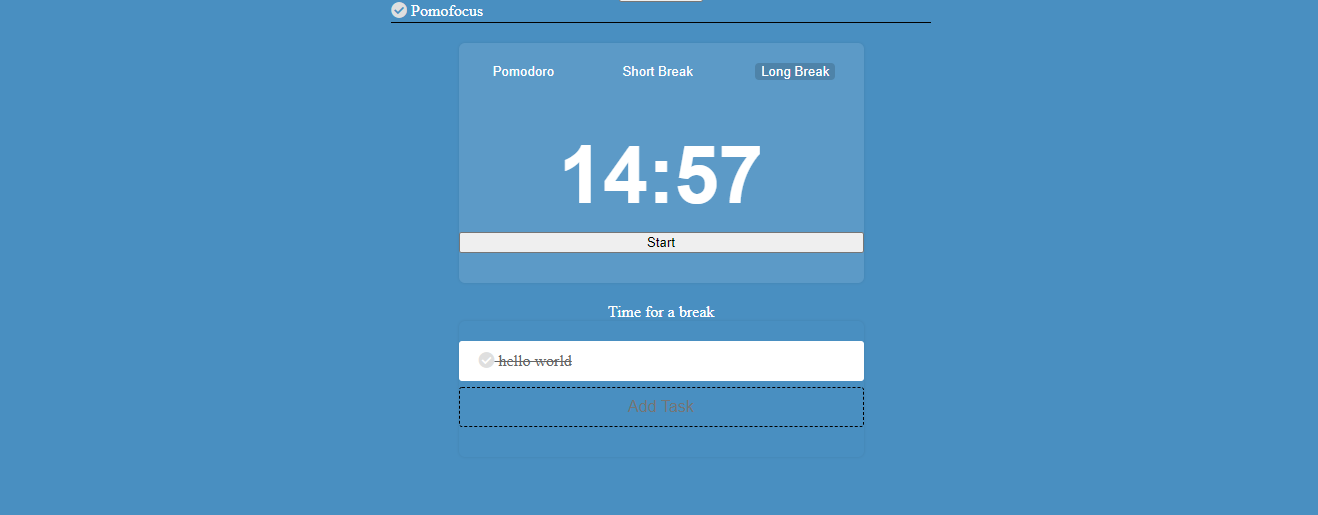 Pomofocus
Pomodoro Short Break Long Break
14:57
Start
Time for a break
hello world
Add Task